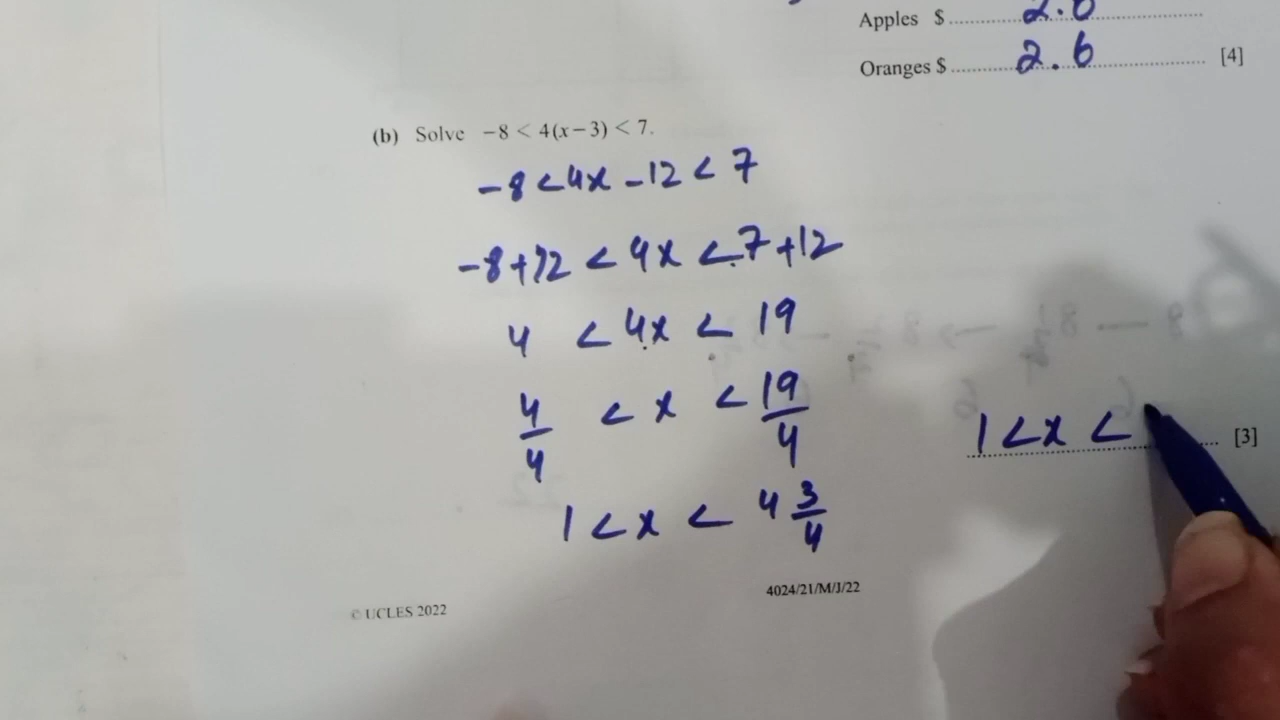 Apples $ 2.6
Oranges $ 2.6 [4]
(b) Solve −8 < 4(x−3) < 7.
-8 < 4x - 12 < 7
-8+12 < 4x < 7 +12
4 < 4x < 19
4/4 < x < 19/4
1 < x < [3]
1 < x < 4 3/4
4024/21/M/J/22
© UCLES 2022